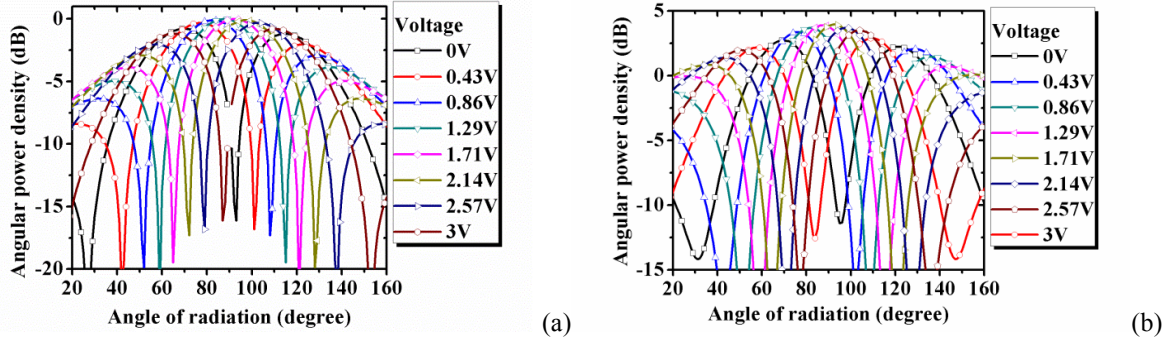 Angular power density (dB)
0
-5
-10
-15
-20
20 40 60 80 100 120 140 160
Angle of radiation (degree)
Voltage
0V
0.43V
0.86V
1.29V
1.71V
2.14V
2.57V
3V
(a)
Angular power density (dB)
5
0
-5
-10
-15
20 40 60 80 100 120 140 160
Angle of radiation (degree)
Voltage
0V
0.43V
0.86V
1.29V
1.71V
2.14V
2.57V
3V
(b)